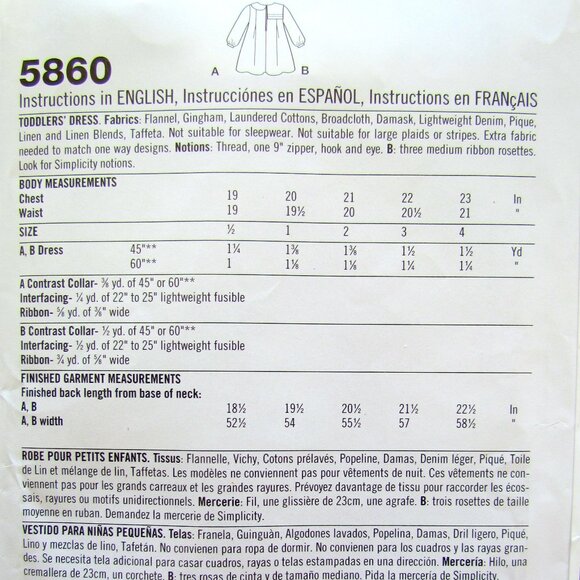 A B
5860
Instructions in ENGLISH, Instrucciónes en ESPAÑOL, Instructions en FRANÇAIS
TODDLERS' DRESS. Fabrics: Flannel, Gingham, Laundered Cottons, Broadcloth, Damask, Lightweight Denim, Pique,
Linen and Linen Blends, Taffeta. Not suitable for sleepwear. Not suitable for large plaids or stripes. Extra fabric
needed to match one way designs. Notions: Thread, one 9" zipper, hook and eye. B: three medium ribbon rosettes.
Look for Simplicity notions.
BODY MEASUREMENTS
Chest 19 20 21 22 23 In
Waist 19 19½ 20 20½ 21 "
SIZE ½ 1 2 3 4
A, B Dress 45"** 1¼ 1⅜ 1⅜ 1½ 1½ Yd
60"** 1 1⅛ 1⅛ 1¼ 1¼ "
A Contrast Collar- ⅜ yd. of 45" or 60"**
Interfacing- ¼ yd. of 22" to 25" lightweight fusible
Ribbon- ⅝ yd. of ⅜" wide
B Contrast Collar- ½ yd. of 45" or 60"**
Interfacing- ½ yd. of 22" to 25" lightweight fusible
Ribbon- ¾ yd. of ⅝" wide
FINISHED GARMENT MEASUREMENTS
Finished back length from base of neck:
A, B 18½ 19½ 20½ 21½ 22½ In
A, B width 52½ 54 55½ 57 58½ "
ROBE POUR PETITS ENFANTS. Tissus: Flannelle, Vichy, Cotons prélavés, Popeline, Damas, Denim léger, Piqué, Toile
de Lin et mélange de lin, Taffetas. Les modèles ne conviennent pas pour vêtements de nuit. Ces vêtements ne con-
viennent pas pour les grands carreaux et les grandes rayures. Prévoyez davantage de tissu pour raccorder les écos-
sais, rayures ou motifs unidirectionnels. Mercerie: Fil, une glissière de 23cm, une agrafe. B: trois rosettes de taille
moyenne en ruban. Demandez la mercerie de Simplicity.
VESTIDO PARA NIÑAS PEQUEÑAS. Telas: Franela, Guinguàn, Algodones lavados, Popelina, Damas, Dril ligero, Piqué,
Lino y mezclas de lino, Tafetán. No convienen para ropa de dormir. No convienen para los cuadros y las rayas gran-
des. Se necesita tela adicional para casar cuadros, rayas o telas estampadas en una dirección. Mercería: Hilo, una
cremallera de 23cm, un corchete. B: tres rosas de cinta y de tamaño mediano. Pida la mercería de Simplicity.